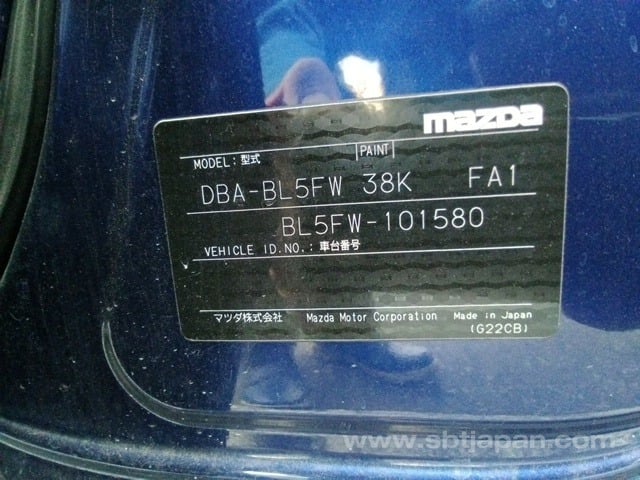 mazda
MODEL: 型式 PAINT
DBA-BL5FW 38K FA1
BL5FW-101580
VEHICLE ID.NO.: 車台番号
マツダ株式会社 Mazda Motor Corporation Made in Japan
(G22CB)
www.sbtjapan.com